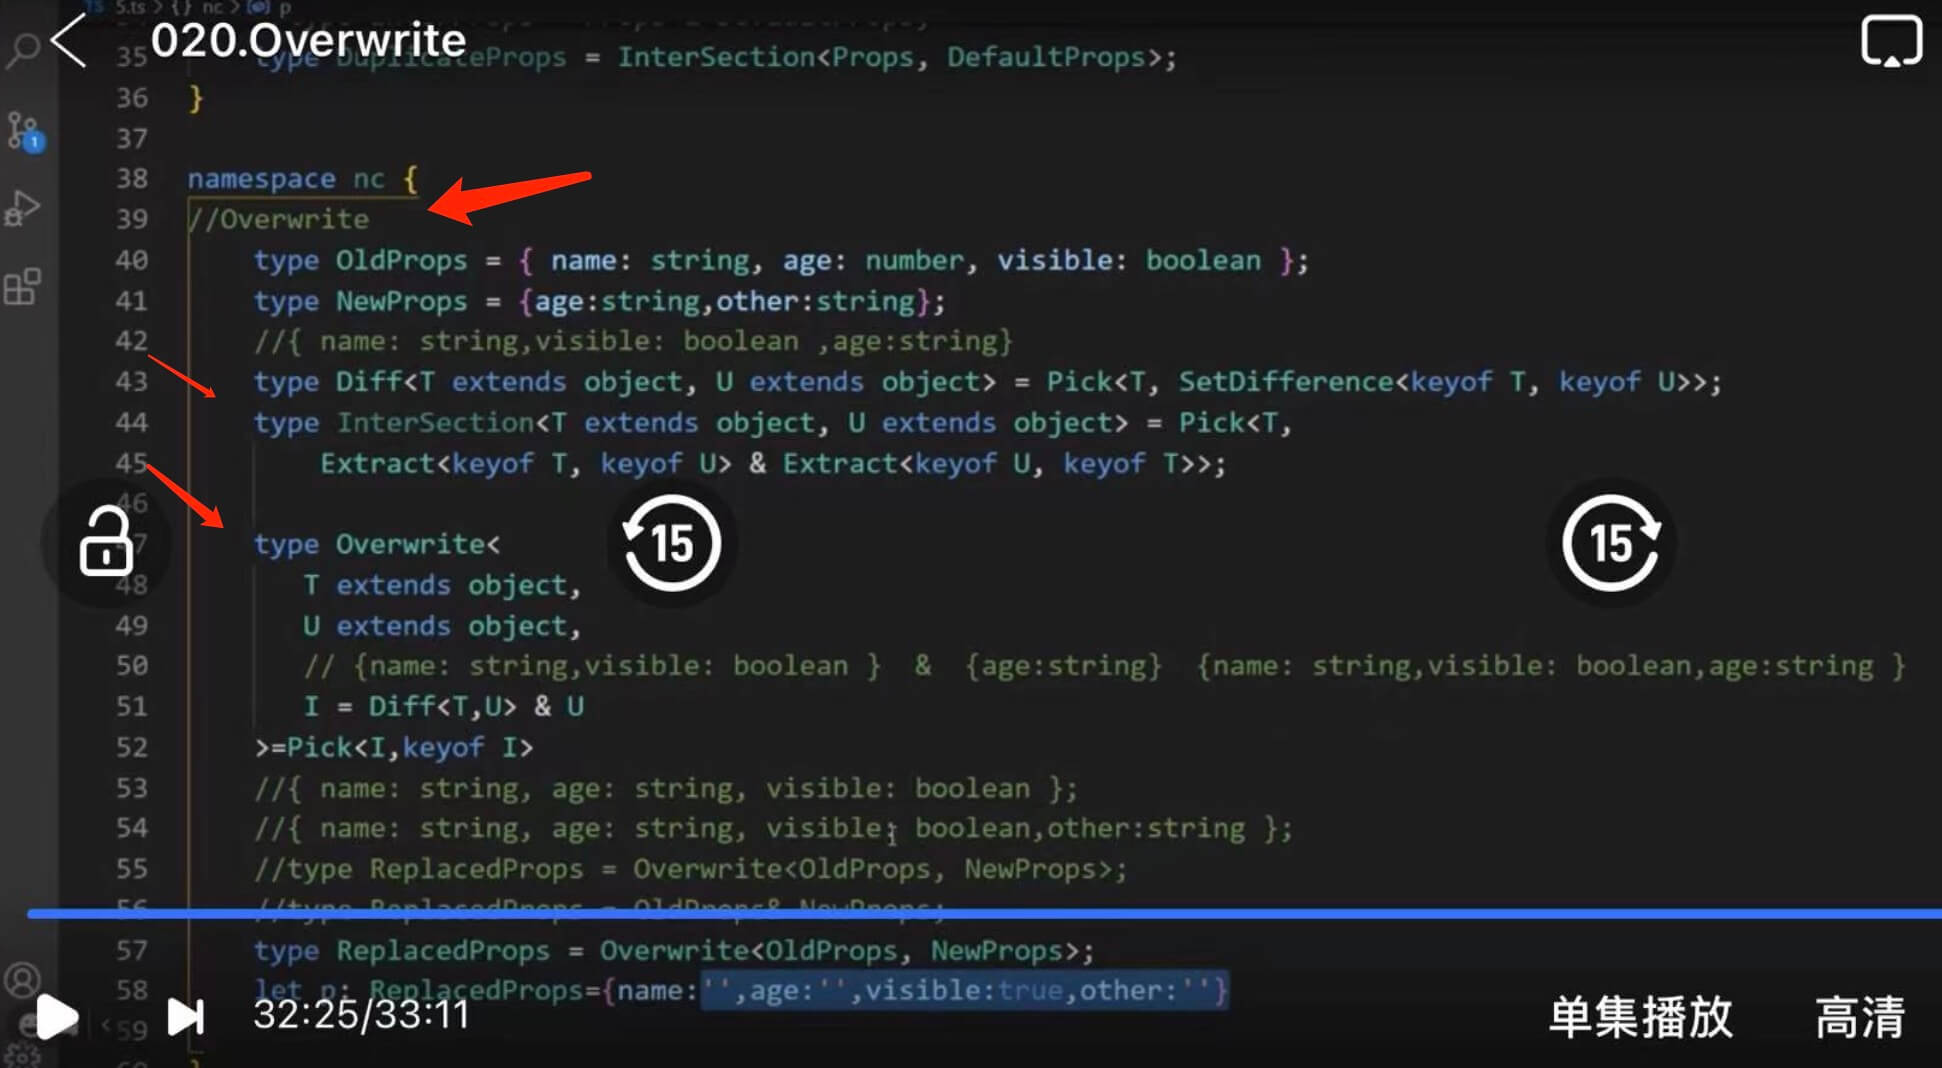 TS 5.ts > {} nc > p
020.Overwrite
35 type DuplicateProps = InterSection<Props, DefaultProps>;
36 }
37
38 namespace nc {
39 //Overwrite
40 type OldProps = { name: string, age: number, visible: boolean };
41 type NewProps = {age:string,other:string};
42 //{ name: string,visible: boolean ,age:string}
43 type Diff<T extends object, U extends object> = Pick<T, SetDifference<keyof T, keyof U>>;
44 type InterSection<T extends object, U extends object> = Pick<T,
45 Extract<keyof T, keyof U> & Extract<keyof U, keyof T>>;
46
47 type Overwrite<
48 T extends object,
49 U extends object,
50 // {name: string,visible: boolean } & {age:string} {name: string,visible: boolean,age:string }
51 I = Diff<T,U> & U
52 >=Pick<I,keyof I>
53 //{ name: string, age: string, visible: boolean };
54 //{ name: string, age: string, visible: boolean,other:string };
55 //type ReplacedProps = Overwrite<OldProps, NewProps>;
56 //type ReplacedProps = OldProps& NewProps;
57 type ReplacedProps = Overwrite<OldProps, NewProps>;
58 let p: ReplacedProps={name:'',age:'',visible:true,other:''}
59
1
15
15
32:25/33:11
单集播放
高清